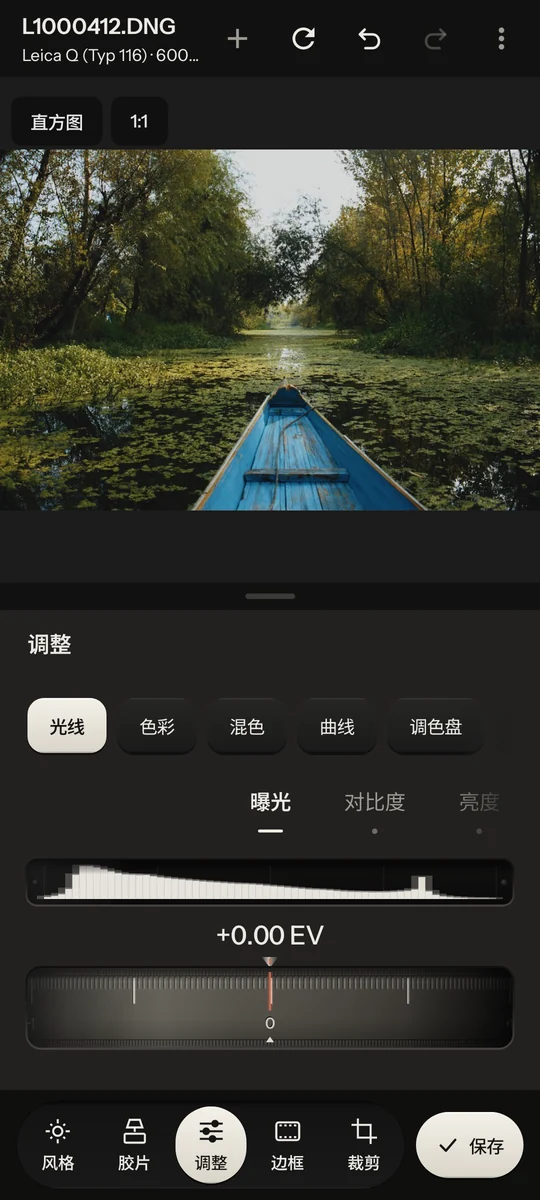 L1000412.DNG
Leica Q (Typ 116) · 600...
直方图
1:1
调整
光线
色彩
混色
曲线
调色盘
曝光
对比度
亮度
+0.00 EV
0
风格
胶片
调整
边框
裁剪
保存